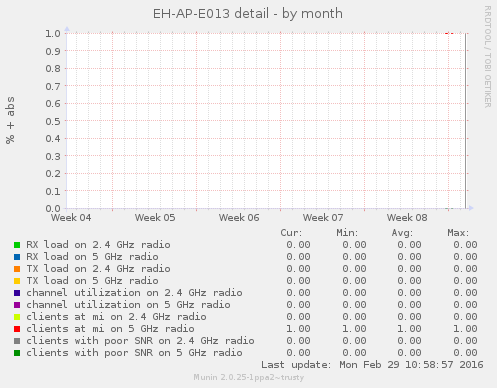 EH-AP-E013 detail - by month
RRDTOOL / TOBI OETIKER
% + abs
1.0
0.9
0.8
0.7
0.6
0.5
0.4
0.3
0.2
0.1
0.0
Week 04 Week 05 Week 06 Week 07 Week 08
Cur: Min: Avg: Max:
RX load on 2.4 GHz radio 0.00 0.00 0.00 0.00
RX load on 5 GHz radio 0.00 0.00 0.00 0.00
TX load on 2.4 GHz radio 0.00 0.00 0.00 0.00
TX load on 5 GHz radio 0.00 0.00 0.00 0.00
channel utilization on 2.4 GHz radio 0.00 0.00 0.00 0.00
channel utilization on 5 GHz radio 0.00 0.00 0.00 0.00
clients at mi on 2.4 GHz radio 0.00 0.00 0.00 0.00
clients at mi on 5 GHz radio 1.00 1.00 1.00 1.00
clients with poor SNR on 2.4 GHz radio 0.00 0.00 0.00 0.00
clients with poor SNR on 5 GHz radio 0.00 0.00 0.00 0.00
Last update: Mon Feb 29 10:58:57 2016
Munin 2.0.25-1ppa2~trusty